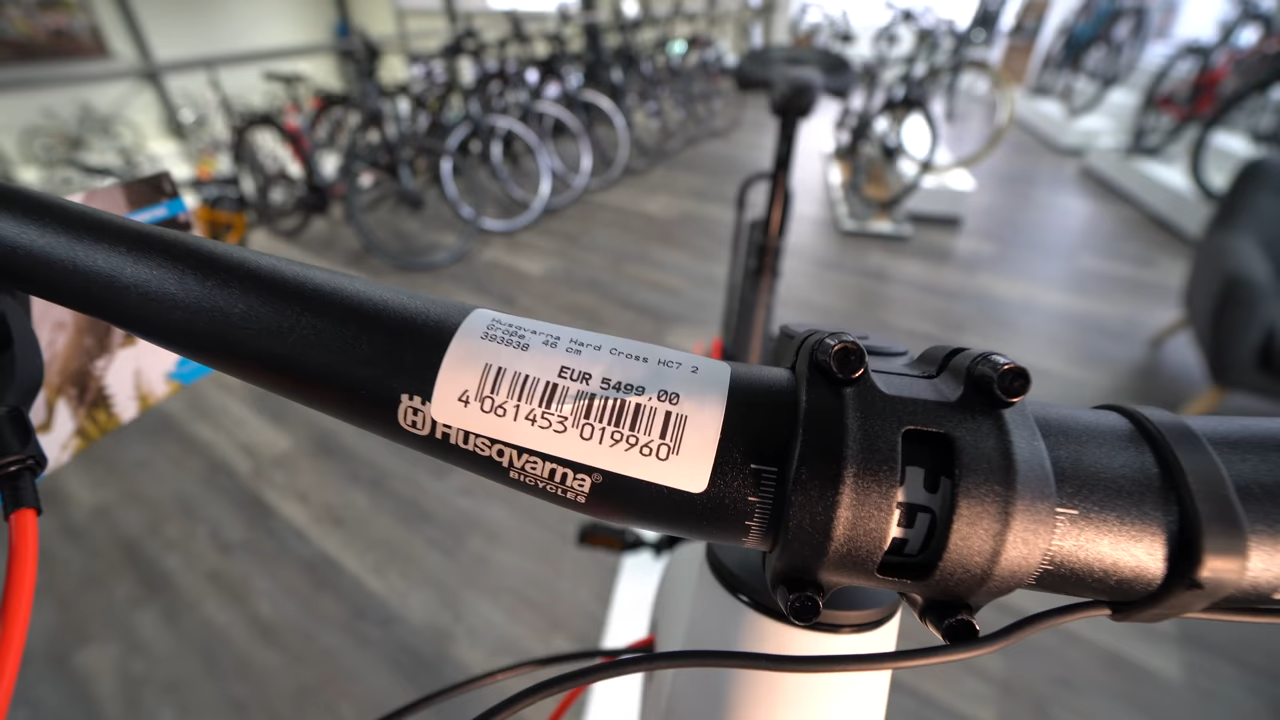 Husqvarna Hard Cross HC7 2
Größe: 46 cm
393938
EUR 5499,00
4 061453 019960
Husqvarna®
BICYCLES